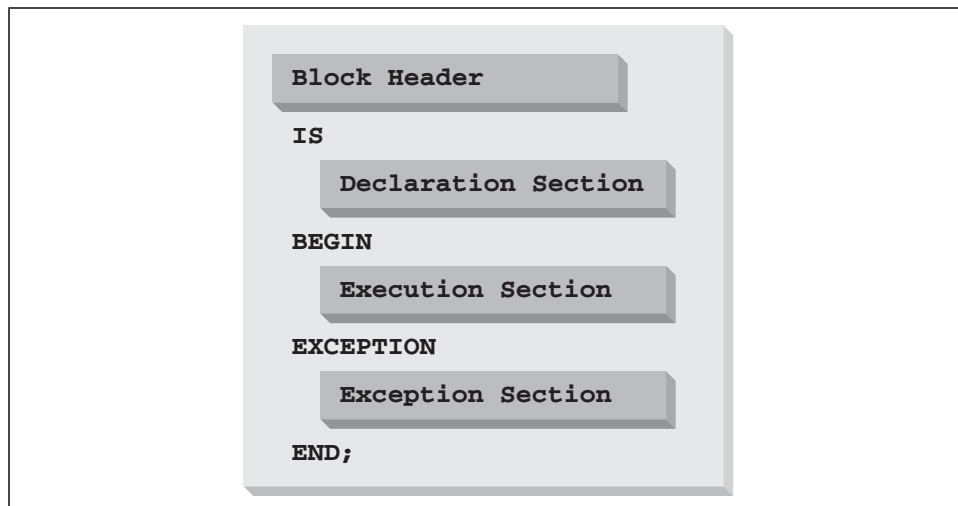 Block Header
IS
Declaration Section
BEGIN
Execution Section
EXCEPTION
Exception Section
END;